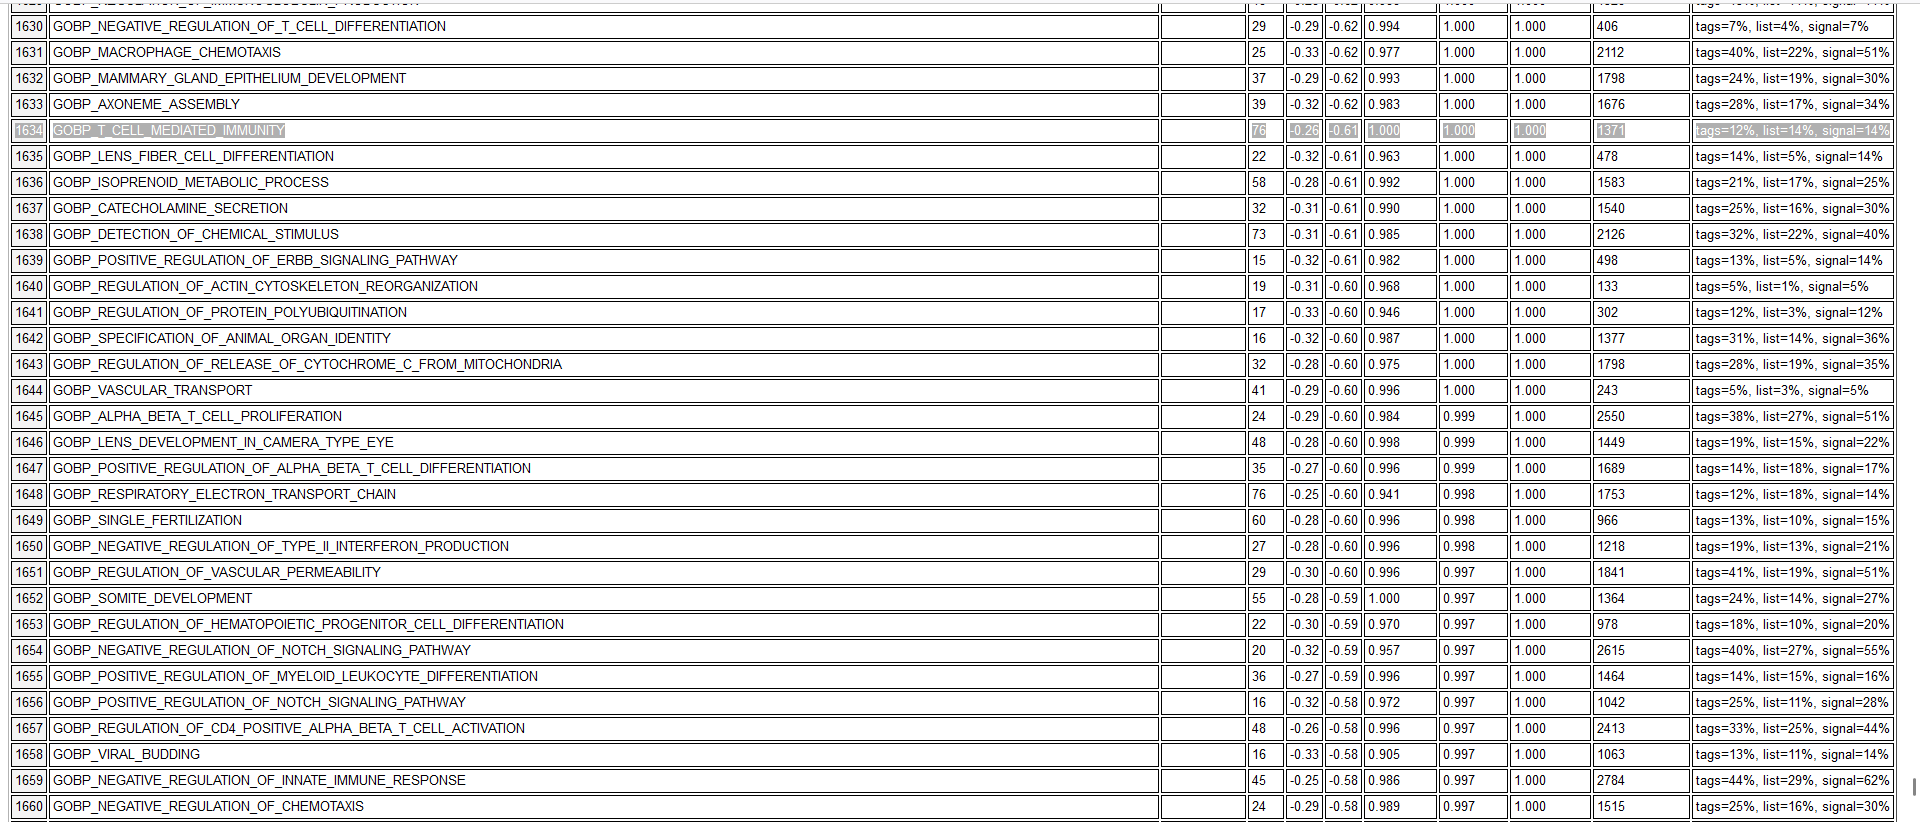 1630 GOBP_NEGATIVE_REGULATION_OF_T_CELL_DIFFERENTIATION 29 -0.29 -0.62 0.994 1.000 1.000 406 tags=7%, list=4%, signal=7%
1631 GOBP_MACROPHAGE_CHEMOTAXIS 25 -0.33 -0.62 0.977 1.000 1.000 2112 tags=40%, list=22%, signal=51%
1632 GOBP_MAMMARY_GLAND_EPITHELIUM_DEVELOPMENT 37 -0.29 -0.62 0.993 1.000 1.000 1798 tags=24%, list=19%, signal=30%
1633 GOBP_AXONEME_ASSEMBLY 39 -0.32 -0.62 0.983 1.000 1.000 1676 tags=28%, list=17%, signal=34%
1634 GOBP_T_CELL_MEDIATED_IMMUNITY 76 -0.26 -0.61 1.000 1.000 1.000 1371 tags=12%, list=14%, signal=14%
1635 GOBP_LENS_FIBER_CELL_DIFFERENTIATION 22 -0.32 -0.61 0.963 1.000 1.000 478 tags=14%, list=5%, signal=14%
1636 GOBP_ISOPRENOID_METABOLIC_PROCESS 58 -0.28 -0.61 0.992 1.000 1.000 1583 tags=21%, list=17%, signal=25%
1637 GOBP_CATECHOLAMINE_SECRETION 32 -0.31 -0.61 0.990 1.000 1.000 1540 tags=25%, list=16%, signal=30%
1638 GOBP_DETECTION_OF_CHEMICAL_STIMULUS 73 -0.31 -0.61 0.985 1.000 1.000 2126 tags=32%, list=22%, signal=40%
1639 GOBP_POSITIVE_REGULATION_OF_ERBB_SIGNALING_PATHWAY 15 -0.32 -0.61 0.982 1.000 1.000 498 tags=13%, list=5%, signal=14%
1640 GOBP_REGULATION_OF_ACTIN_CYTOSKELETON_REORGANIZATION 19 -0.31 -0.60 0.968 1.000 1.000 133 tags=5%, list=1%, signal=5%
1641 GOBP_REGULATION_OF_PROTEIN_POLYUBIQUITINATION 17 -0.33 -0.60 0.946 1.000 1.000 302 tags=12%, list=3%, signal=12%
1642 GOBP_SPECIFICATION_OF_ANIMAL_ORGAN_IDENTITY 16 -0.32 -0.60 0.987 1.000 1.000 1377 tags=31%, list=14%, signal=36%
1643 GOBP_REGULATION_OF_RELEASE_OF_CYTOCHROME_C_FROM_MITOCHONDRIA 32 -0.28 -0.60 0.975 1.000 1.000 1798 tags=28%, list=19%, signal=35%
1644 GOBP_VASCULAR_TRANSPORT 41 -0.29 -0.60 0.996 1.000 1.000 243 tags=5%, list=3%, signal=5%
1645 GOBP_ALPHA_BETA_T_CELL_PROLIFERATION 24 -0.29 -0.60 0.984 0.999 1.000 2550 tags=38%, list=27%, signal=51%
1646 GOBP_LENS_DEVELOPMENT_IN_CAMERA_TYPE_EYE 48 -0.28 -0.60 0.998 0.999 1.000 1449 tags=19%, list=15%, signal=22%
1647 GOBP_POSITIVE_REGULATION_OF_ALPHA_BETA_T_CELL_DIFFERENTIATION 35 -0.27 -0.60 0.996 0.999 1.000 1689 tags=14%, list=18%, signal=17%
1648 GOBP_RESPIRATORY_ELECTRON_TRANSPORT_CHAIN 76 -0.25 -0.60 0.941 0.998 1.000 1753 tags=12%, list=18%, signal=14%
1649 GOBP_SINGLE_FERTILIZATION 60 -0.28 -0.60 0.996 0.998 1.000 966 tags=13%, list=10%, signal=15%
1650 GOBP_NEGATIVE_REGULATION_OF_TYPE_II_INTERFERON_PRODUCTION 27 -0.28 -0.60 0.996 0.998 1.000 1218 tags=19%, list=13%, signal=21%
1651 GOBP_REGULATION_OF_VASCULAR_PERMEABILITY 29 -0.30 -0.60 0.996 0.997 1.000 1841 tags=41%, list=19%, signal=51%
1652 GOBP_SOMITE_DEVELOPMENT 55 -0.28 -0.59 1.000 0.997 1.000 1364 tags=24%, list=14%, signal=27%
1653 GOBP_REGULATION_OF_HEMATOPOIETIC_PROGENITOR_CELL_DIFFERENTIATION 22 -0.30 -0.59 0.970 0.997 1.000 978 tags=18%, list=10%, signal=20%
1654 GOBP_NEGATIVE_REGULATION_OF_NOTCH_SIGNALING_PATHWAY 20 -0.32 -0.59 0.957 0.997 1.000 2615 tags=40%, list=27%, signal=55%
1655 GOBP_POSITIVE_REGULATION_OF_MYELOID_LEUKOCYTE_DIFFERENTIATION 36 -0.27 -0.59 0.996 0.997 1.000 1464 tags=14%, list=15%, signal=16%
1656 GOBP_POSITIVE_REGULATION_OF_NOTCH_SIGNALING_PATHWAY 16 -0.32 -0.58 0.972 0.997 1.000 1042 tags=25%, list=11%, signal=28%
1657 GOBP_REGULATION_OF_CD4_POSITIVE_ALPHA_BETA_T_CELL_ACTIVATION 48 -0.26 -0.58 0.996 0.997 1.000 2413 tags=33%, list=25%, signal=44%
1658 GOBP_VIRAL_BUDDING 16 -0.33 -0.58 0.905 0.997 1.000 1063 tags=13%, list=11%, signal=14%
1659 GOBP_NEGATIVE_REGULATION_OF_INNATE_IMMUNE_RESPONSE 45 -0.25 -0.58 0.986 0.997 1.000 2784 tags=44%, list=29%, signal=62%
1660 GOBP_NEGATIVE_REGULATION_OF_CHEMOTAXIS 24 -0.29 -0.58 0.989 0.997 1.000 1515 tags=25%, list=16%, signal=30%